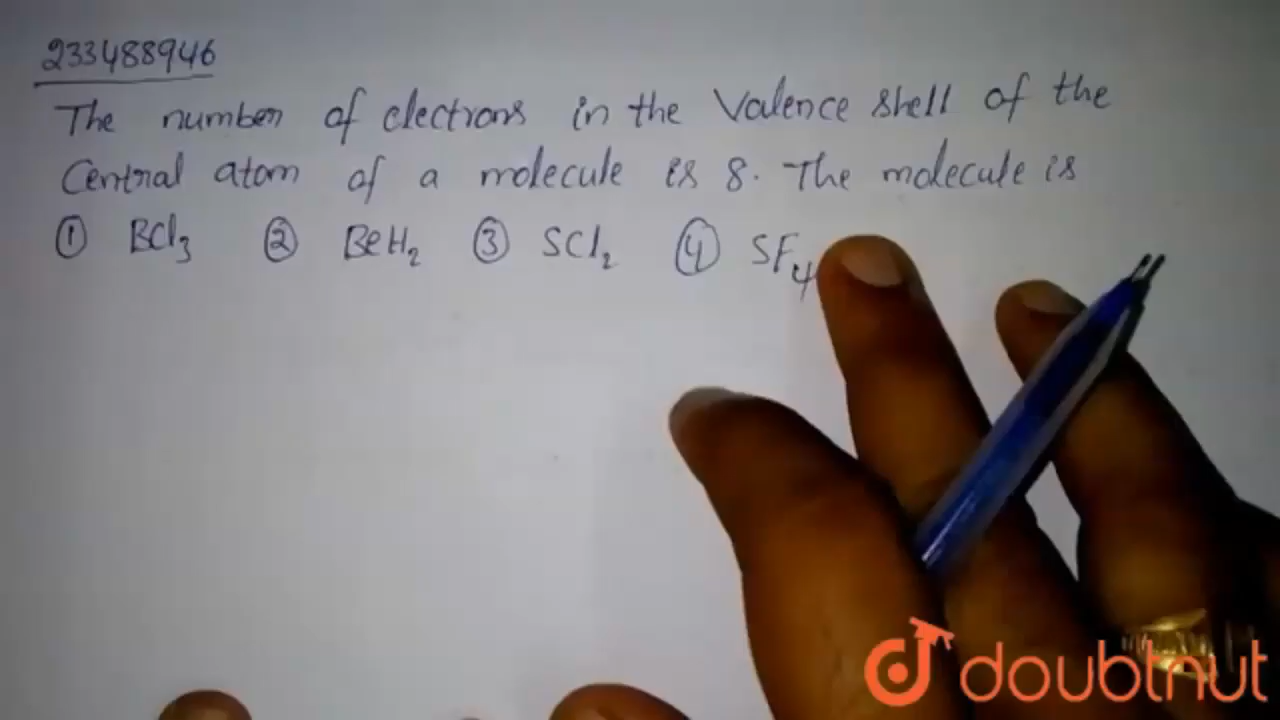 233488946
The number of electrons in the Valence shell of the
Central atom of a molecule is 8. The molecule is
① BCl₃ ② BeH₂ ③ SCl₂ ④ SF₄
doubtnut